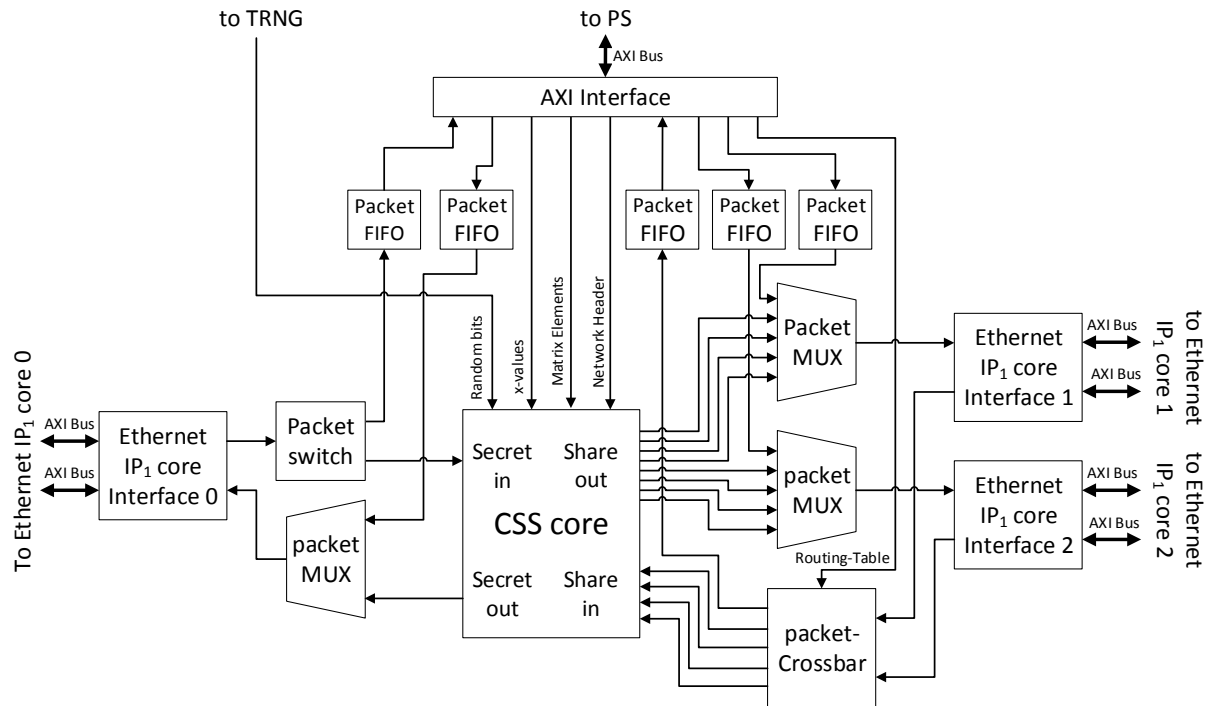 to TRNG
to PS
AXI Bus
AXI Interface
Packet
FIFO
Packet
FIFO
Packet
FIFO
Packet
FIFO
Packet
FIFO
Random bits
x-values
Matrix Elements
Network Header
Packet
MUX
Ethernet
IP₁ core
Interface 1
AXI Bus
AXI Bus
to Ethernet
IP₁ core 1
To Ethernet IP₁ core 0
AXI Bus
AXI Bus
Ethernet
IP₁ core
Interface 0
Packet
switch
packet
MUX
Secret
in
Share
out
CSS core
Secret
out
Share
in
packet
MUX
Ethernet
IP₁ core
Interface 2
AXI Bus
AXI Bus
to Ethernet
IP₁ core 2
Routing-Table
packet-
Crossbar